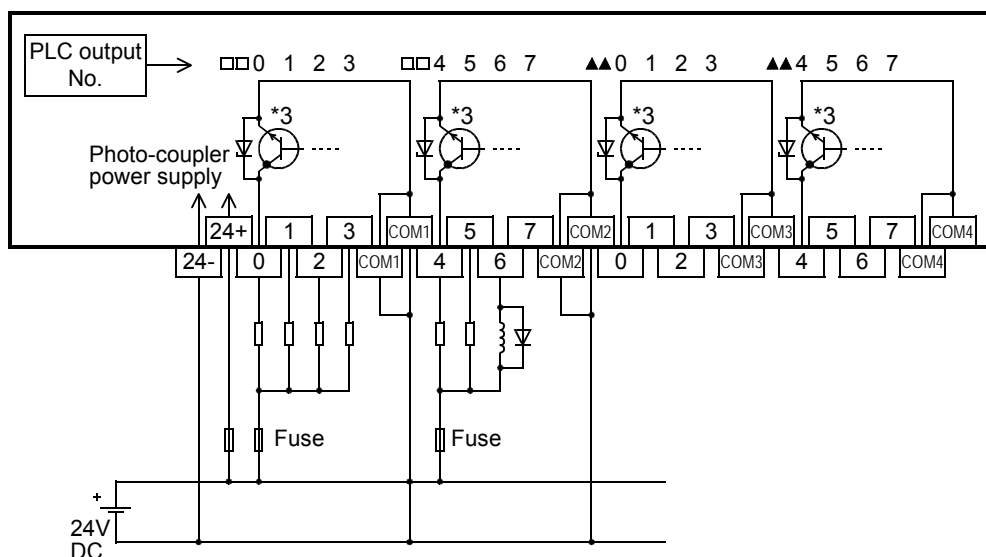 PLC output
No.
□□0 1 2 3 □□4 5 6 7 ▲▲0 1 2 3 ▲▲4 5 6 7
*3 *3 *3 *3
Photo-coupler
power supply
24+ 1 3 COM1 5 7 COM2 1 3 COM3 5 7 COM4
24- 0 2 COM1 4 6 COM2 0 2 COM3 4 6 COM4
Fuse Fuse
+
24V
DC